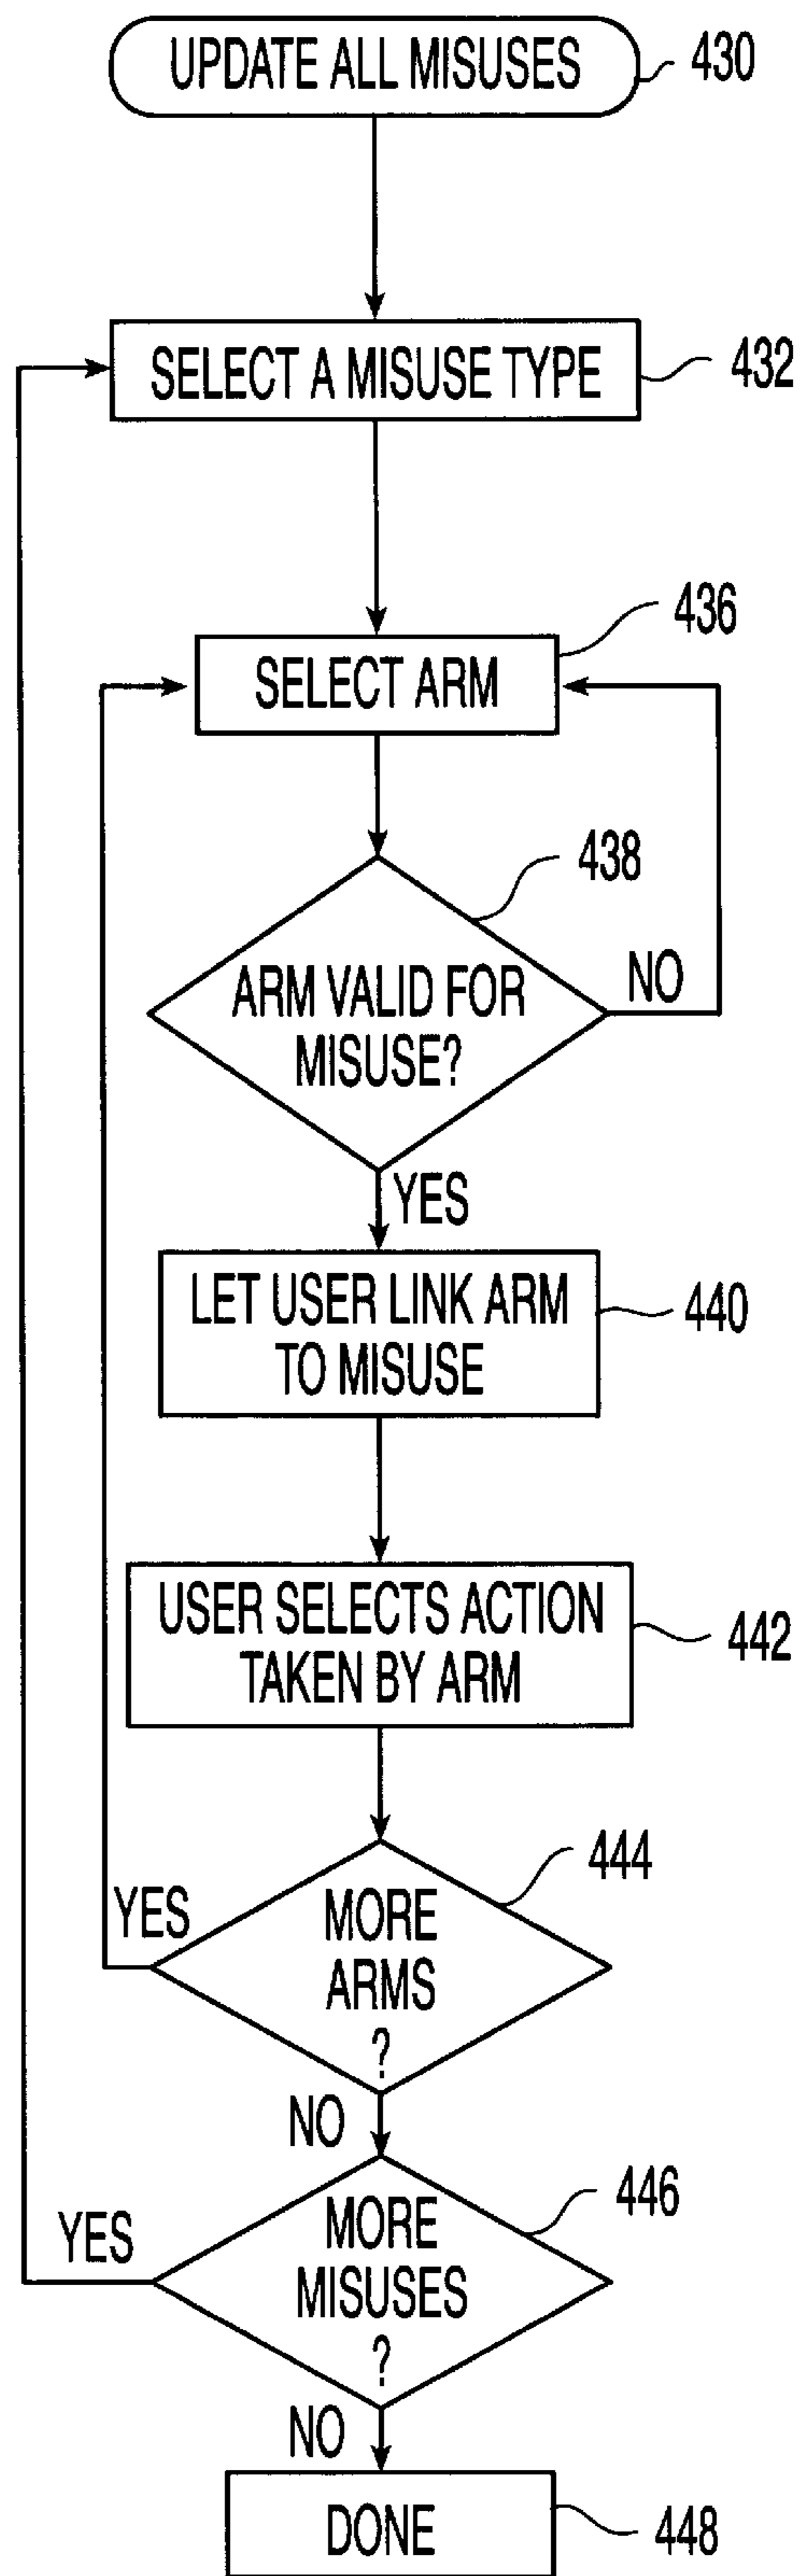 UPDATE ALL MISUSES
430
SELECT A MISUSE TYPE
432
436
SELECT ARM
438
ARM VALID FOR
MISUSE?
NO
YES
LET USER LINK ARM
TO MISUSE
440
USER SELECTS ACTION
TAKEN BY ARM
442
444
YES
MORE
ARMS
?
NO
446
YES
MORE
MISUSES
?
NO
DONE
448